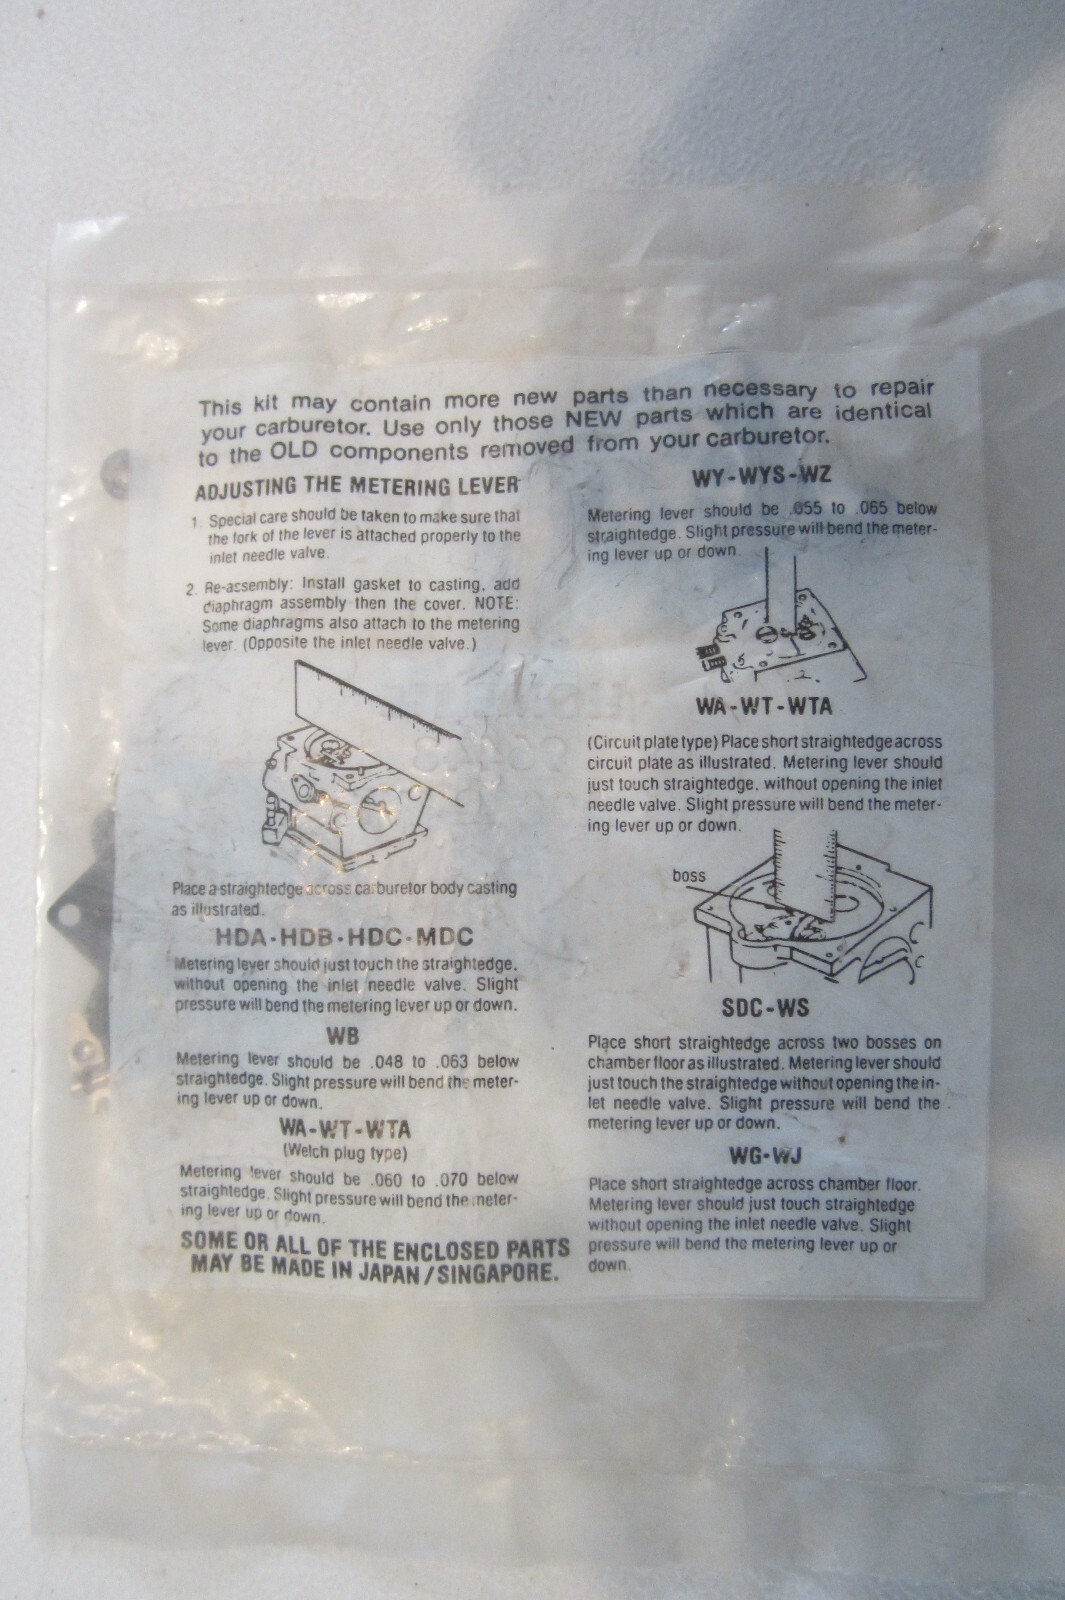 This kit may contain more new parts than necessary to repair
your carburetor. Use only those NEW parts which are identical
to the OLD components removed from your carburetor.
ADJUSTING THE METERING LEVER
1. Special care should be taken to make sure that
the fork of the lever is attached properly to the
inlet needle valve.
2. Re-assembly: Install gasket to casting, add
diaphragm assembly then the cover. NOTE:
Some diaphragms also attach to the metering
lever. (Opposite the inlet needle valve.)
Place a straightedge across carburetor body casting
as illustrated.
HDA-HDB-HDC-MDC
Metering lever should just touch the straightedge,
without opening the inlet needle valve. Slight
pressure will bend the metering lever up or down.
WB
Metering lever should be .048 to .063 below
straightedge. Slight pressure will bend the meter-
ing lever up or down.
WA-WT-WTA
(Welch plug type)
Metering lever should be .060 to .070 below
straightedge. Slight pressure will bend the meter-
ing lever up or down.
SOME OR ALL OF THE ENCLOSED PARTS
MAY BE MADE IN JAPAN/SINGAPORE.
WY-WYS-WZ
Metering lever should be .055 to .065 below
straightedge. Slight pressure will bend the meter-
ing lever up or down.
WA-WT-WTA
(Circuit plate type) Place short straightedge across
circuit plate as illustrated. Metering lever should
just touch straightedge, without opening the inlet
needle valve. Slight pressure will bend the meter-
ing lever up or down.
boss
SDC-WS
Place short straightedge across two bosses on
chamber floor as illustrated. Metering lever should
just touch the straightedge without opening the in-
let needle valve. Slight pressure will bend the
metering lever up or down.
WG-WJ
Place short straightedge across chamber floor.
Metering lever should just touch straightedge
without opening the inlet needle valve. Slight
pressure will bend the metering lever up or
down.